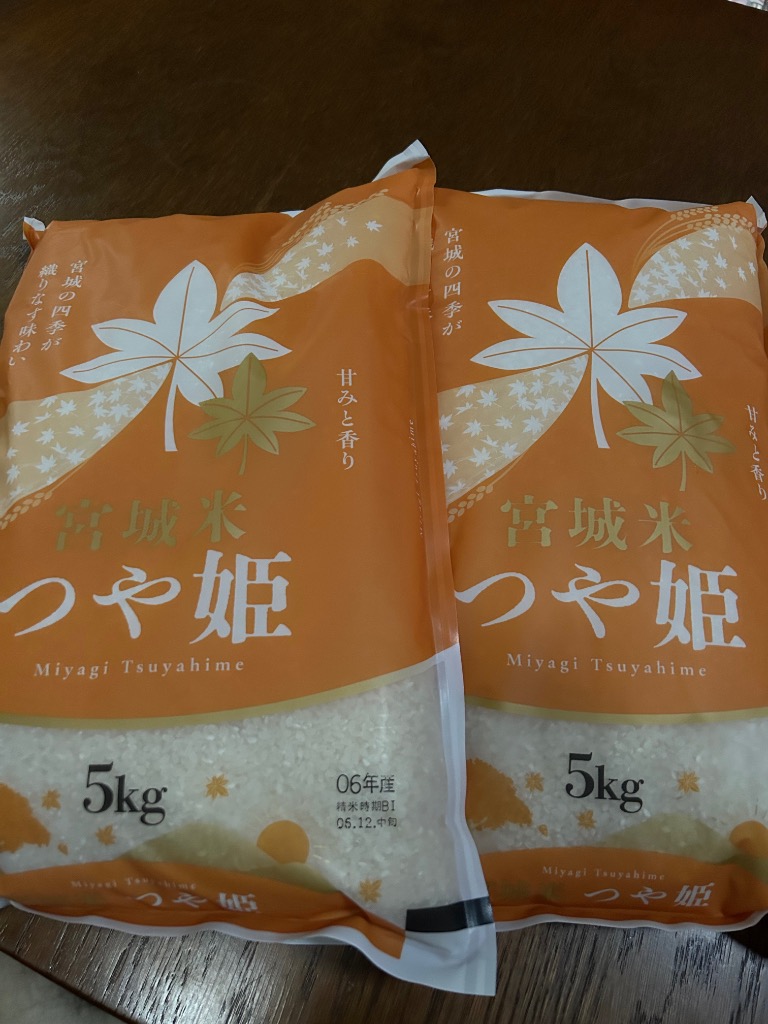 宮城の四季が
織りなす味わい
甘みと香り
宮城米
つや姫
Miyagi Tsuyahime
5kg
06年産
精米時期BI
06.12.中旬
Miyagi Tsuyahime
つや姫
宮城の四季が
甘みと香り
宮城米
つや姫
Miyagi Tsuyahime
5kg
Miyagi Tsuyahime
宮城米 つや姫